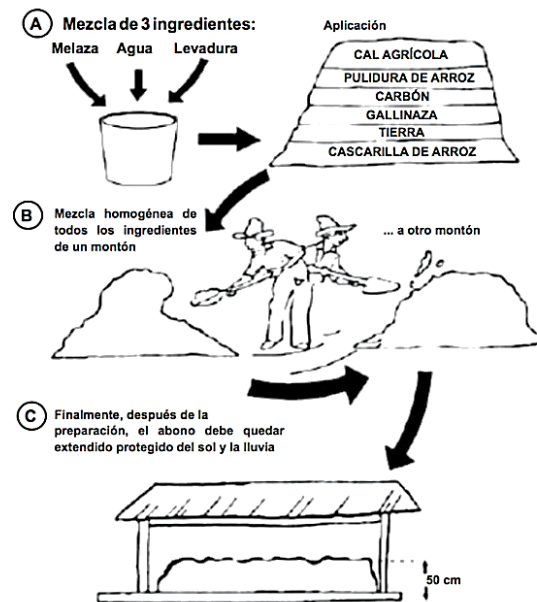 A Mezcla de 3 ingredientes:
Melaza Agua Levadura
Aplicación
CAL AGRÍCOLA
PULIDURA DE ARROZ
CARBÓN
GALLINAZA
TIERRA
CASCARILLA DE ARROZ
B Mezcla homogénea de
todos los ingredientes
de un montón
... a otro montón
C Finalmente, después de la
preparación, el abono debe quedar
extendido protegido del sol y la lluvia
50 cm